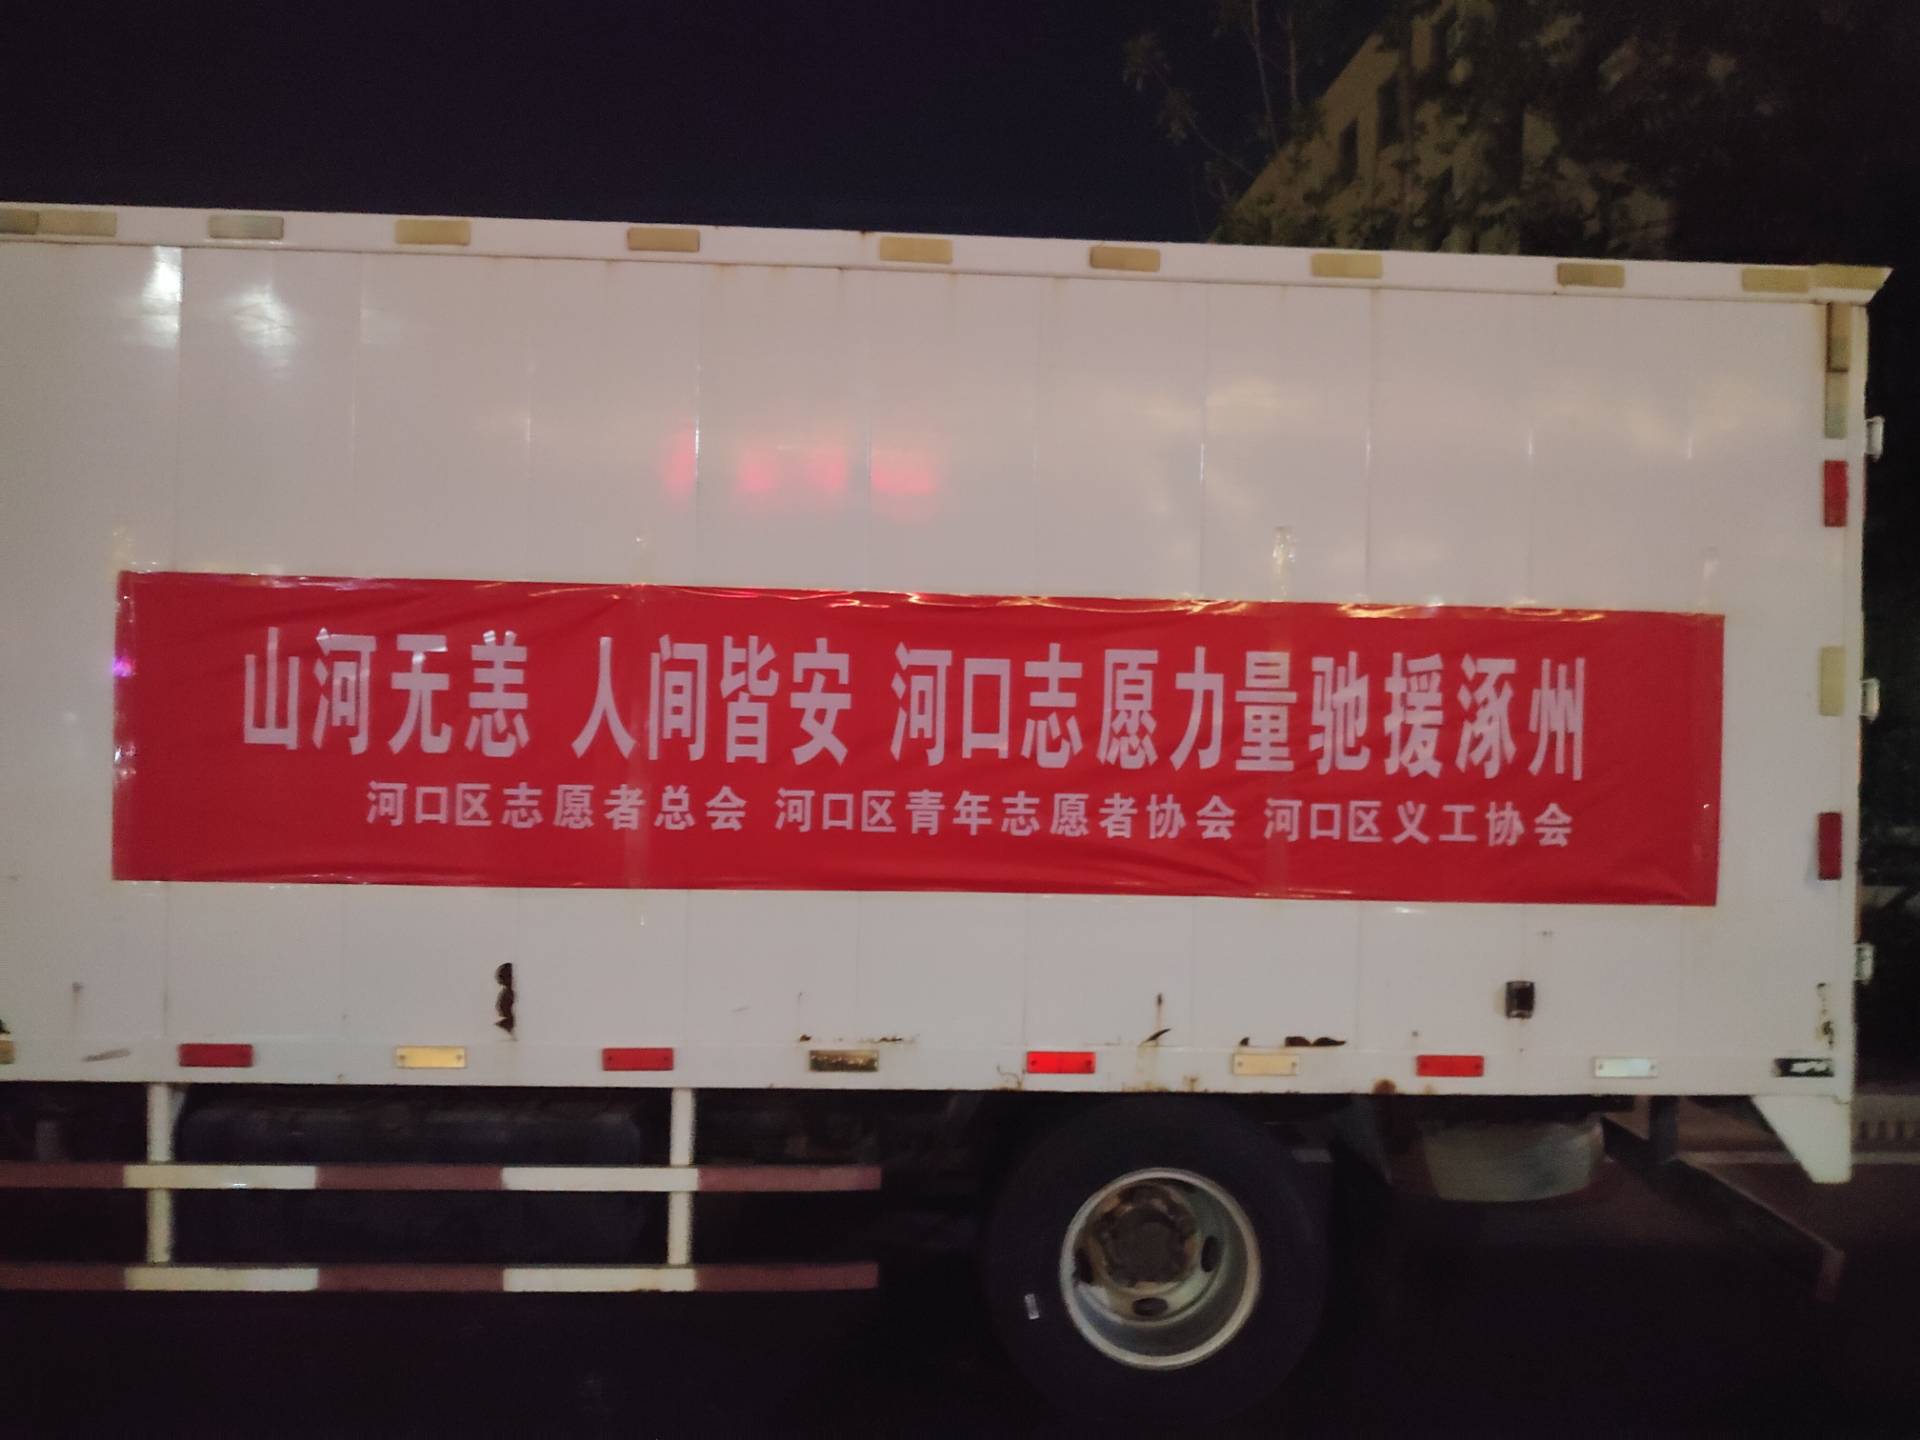 山河无恙 人间皆安 河口志愿力量驰援涿州
河口区志愿者总会 河口区青年志愿者协会 河口区义工协会